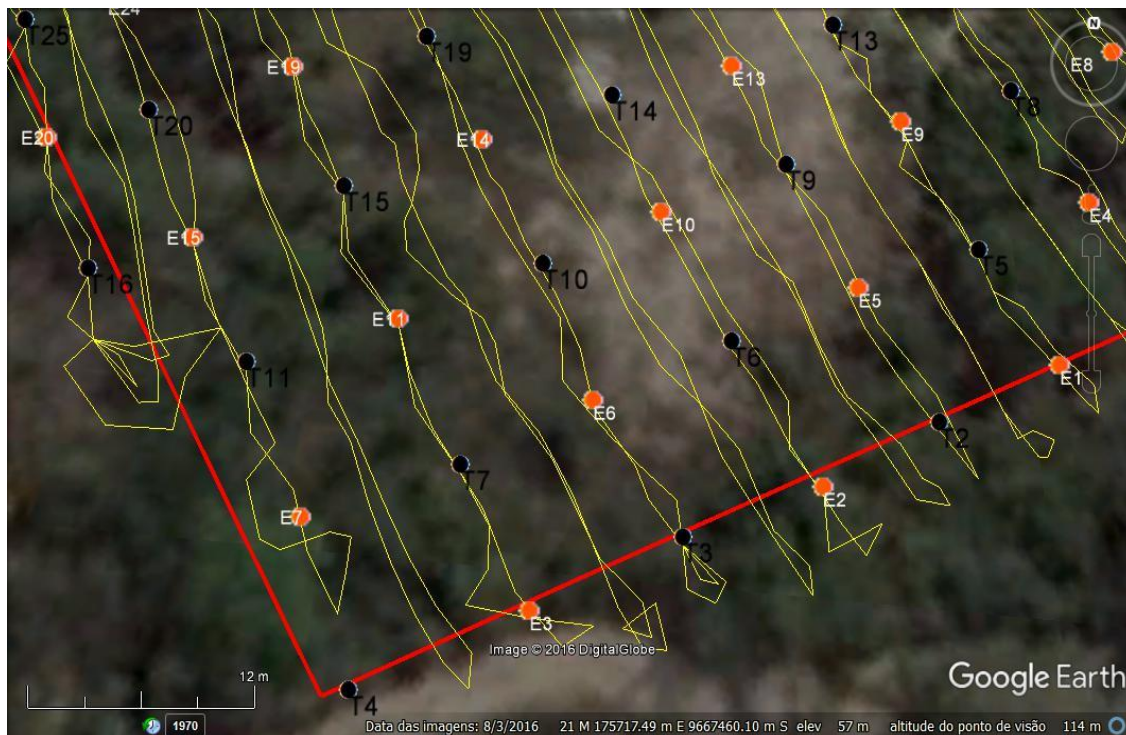 T25
E24
T19
T13
N
E19
E13
E8
T20
T14
T8
E20
E14
T9
E9
T15
E4
E15
E10
T5
T16
T10
E5
E11
T6
T11
E1
E6
T2
T7
E2
E7
T3
E3
Image © 2016 DigitalGlobe
Google Earth
T4
12 m
1970
Data das imagens: 8/3/2016 21 M 175717.49 m E 9667460.10 m S elev 57 m altitude do ponto de visão 114 m